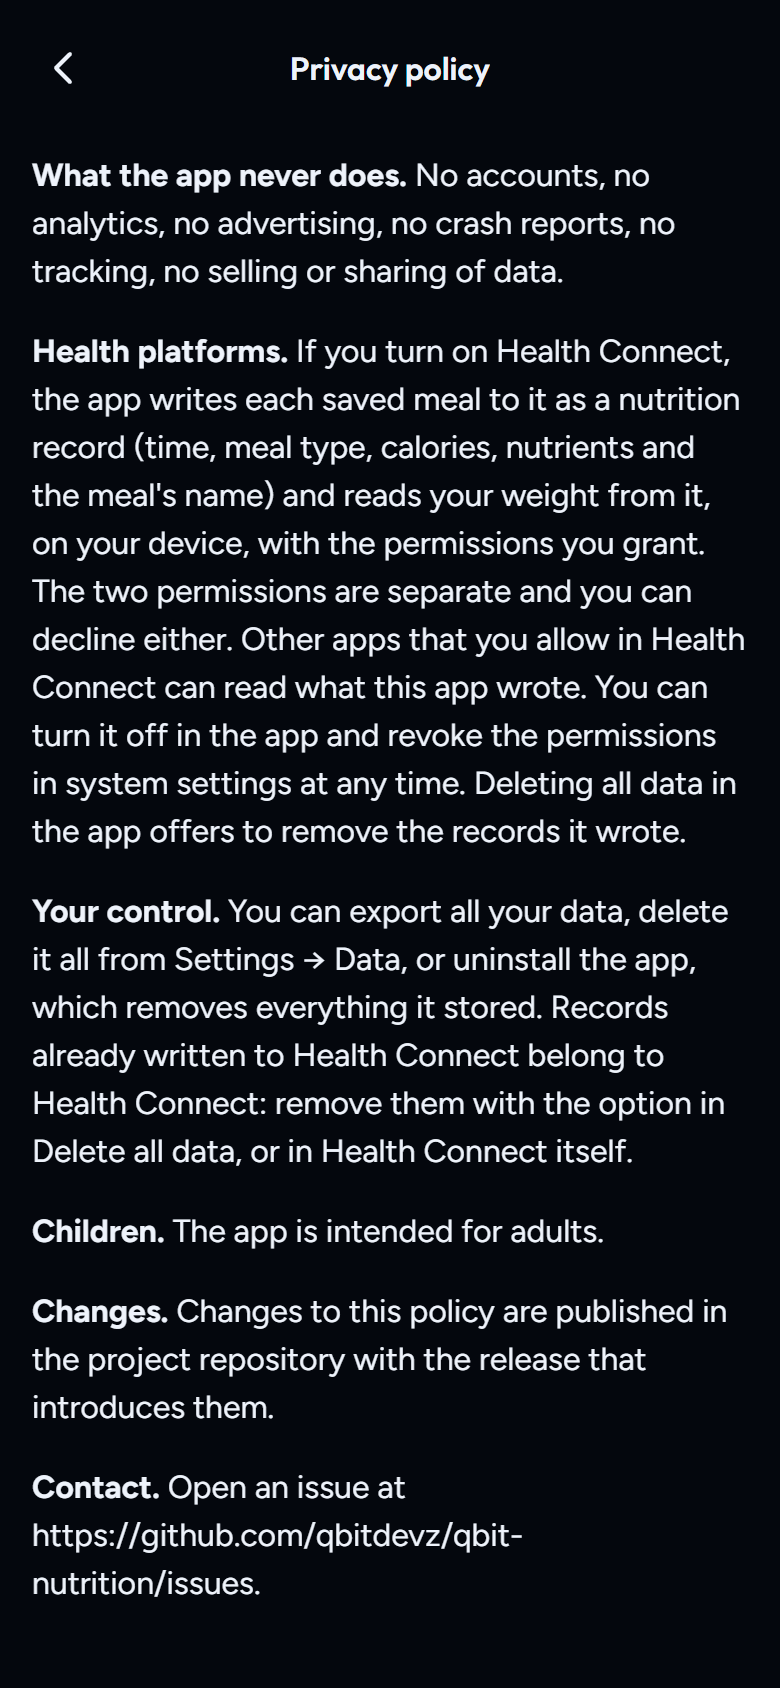 Privacy policy
What the app never does. No accounts, no
analytics, no advertising, no crash reports, no
tracking, no selling or sharing of data.
Health platforms. If you turn on Health Connect,
the app writes each saved meal to it as a nutrition
record (time, meal type, calories, nutrients and
the meal's name) and reads your weight from it,
on your device, with the permissions you grant.
The two permissions are separate and you can
decline either. Other apps that you allow in Health
Connect can read what this app wrote. You can
turn it off in the app and revoke the permissions
in system settings at any time. Deleting all data in
the app offers to remove the records it wrote.
Your control. You can export all your data, delete
it all from Settings → Data, or uninstall the app,
which removes everything it stored. Records
already written to Health Connect belong to
Health Connect: remove them with the option in
Delete all data, or in Health Connect itself.
Children. The app is intended for adults.
Changes. Changes to this policy are published in
the project repository with the release that
introduces them.
Contact. Open an issue at
https://github.com/qbitdevz/qbit-
nutrition/issues.